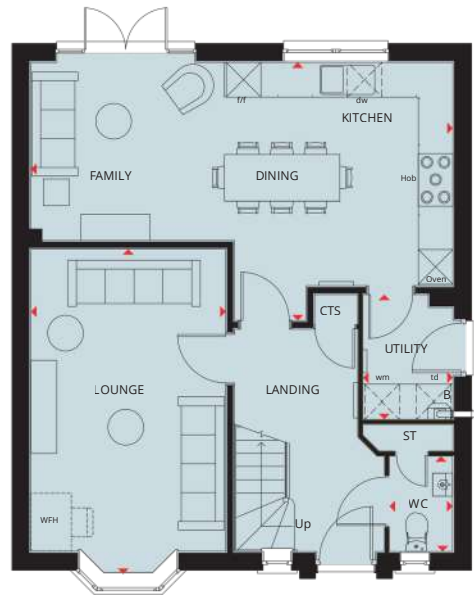 f/f
dw
KITCHEN
FAMILY
DINING
Hob
Oven
CTS
UTILITY
wm
td
B
LOUNGE
LANDING
ST
WC
WFH
Up